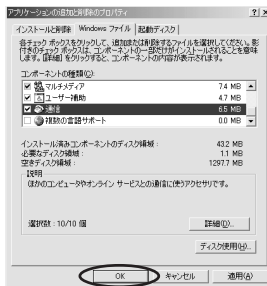 アプリケーションの追加と削除のプロパティ ? ×
インストールと削除 Windows ファイル 起動ディスク
各チェック ボックスをクリックして、追加または削除するファイルを選択してください。影
付きのチェック ボックスは、コンポーネントの一部だけがインストールされることを意味
します。[詳細] をクリックすると、コンポーネントの内容が表示されます。
コンポーネントの種類(C):
マルチメディア 7.4 MB
ユーザー補助 4.7 MB
通信 6.5 MB
複数の言語サポート 0.0 MB
インストール済みコンポーネントのディスク領域: 43.2 MB
必要なディスク領域: 1.1 MB
空きディスク領域: 1297.7 MB
説明
ほかのコンピュータやオンライン サービスとの通信に使うアクセサリです。
選択数: 10/10 個
詳細(D)...
ディスク使用(H)...
OK キャンセル 適用(A)